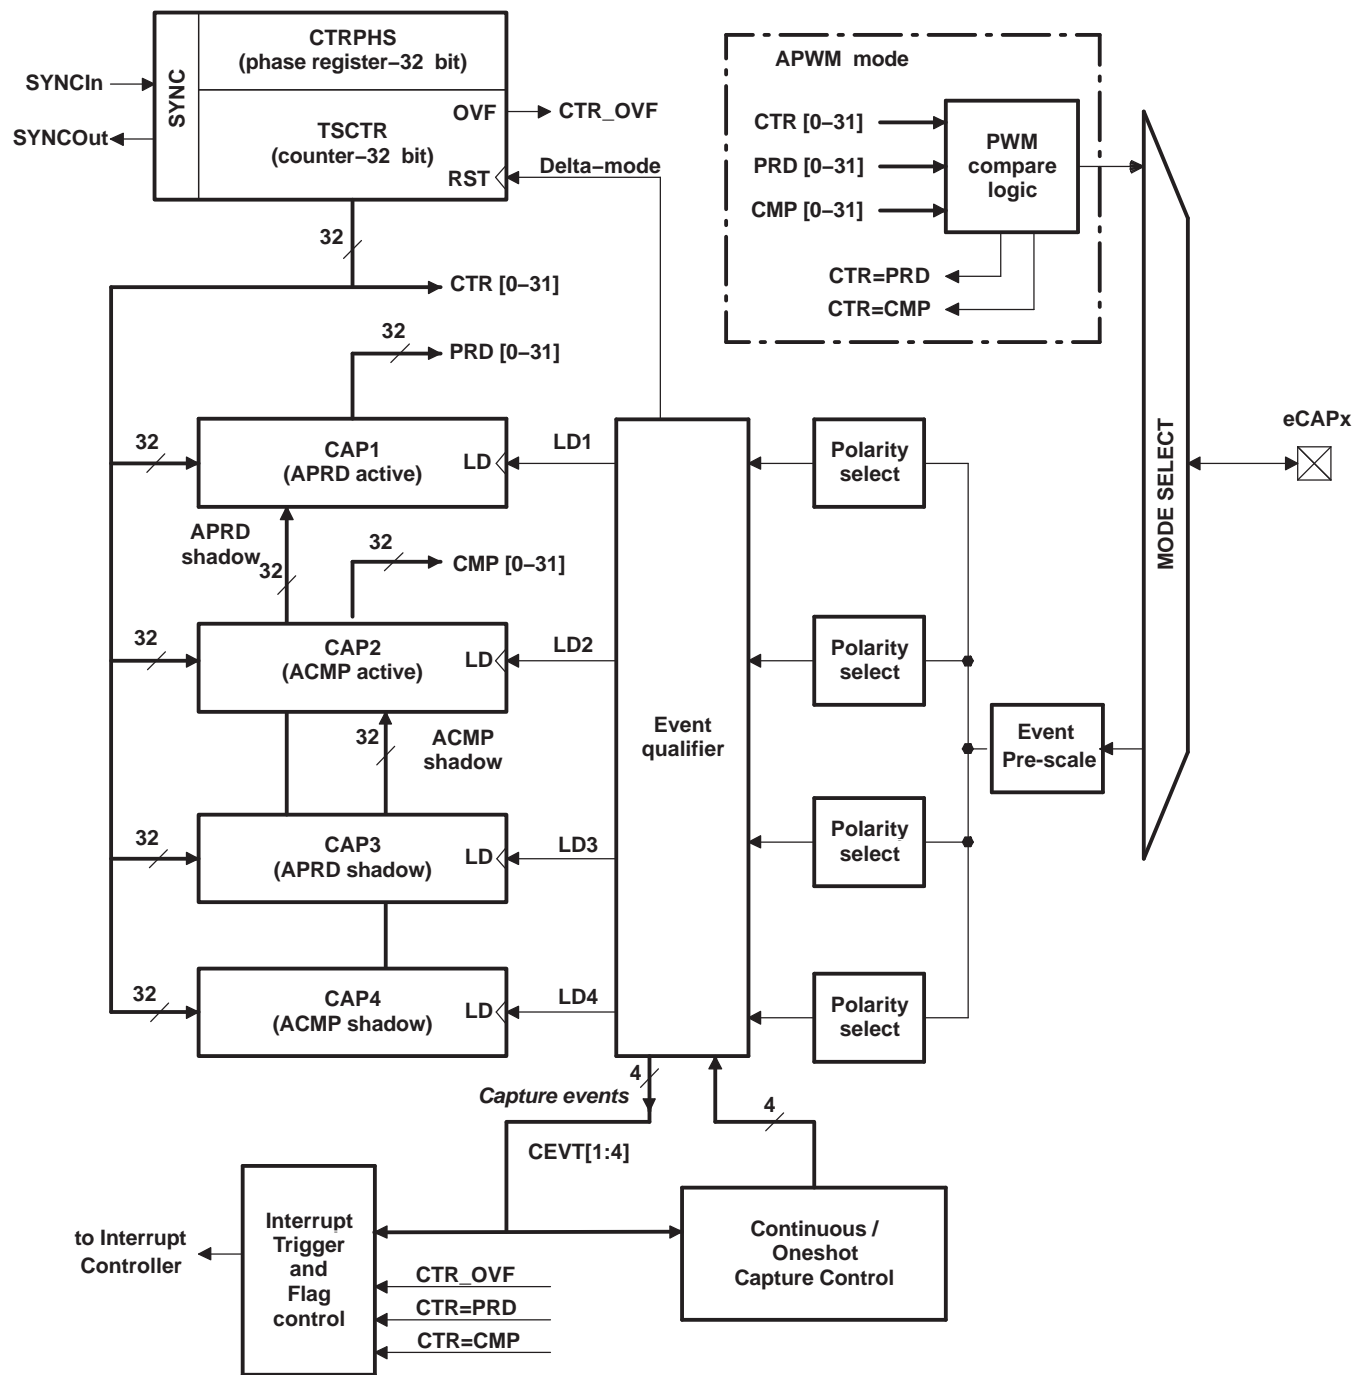 CTRPHS
(phase register−32 bit)
SYNC
SYNCIn
SYNCOut
OVF
CTR_OVF
TSCTR
(counter−32 bit)
RST
Delta−mode
32
CTR [0−31]
32
PRD [0−31]
APWM mode
CTR [0−31]
PRD [0−31]
CMP [0−31]
PWM
compare
logic
CTR=PRD
CTR=CMP
MODE SELECT
eCAPx
32
CAP1
(APRD active)
LD
LD1
Polarity
select
APRD
shadow
32
32
CMP [0−31]
32
CAP2
(ACMP active)
LD
LD2
Polarity
select
32
ACMP
shadow
Event
qualifier
Event
Pre-scale
32
CAP3
(APRD shadow)
LD
LD3
Polarity
select
32
CAP4
(ACMP shadow)
LD
LD4
Polarity
select
4
Capture events
4
CEVT[1:4]
to Interrupt
Controller
Interrupt
Trigger
and
Flag
control
CTR_OVF
CTR=PRD
CTR=CMP
Continuous /
Oneshot
Capture Control